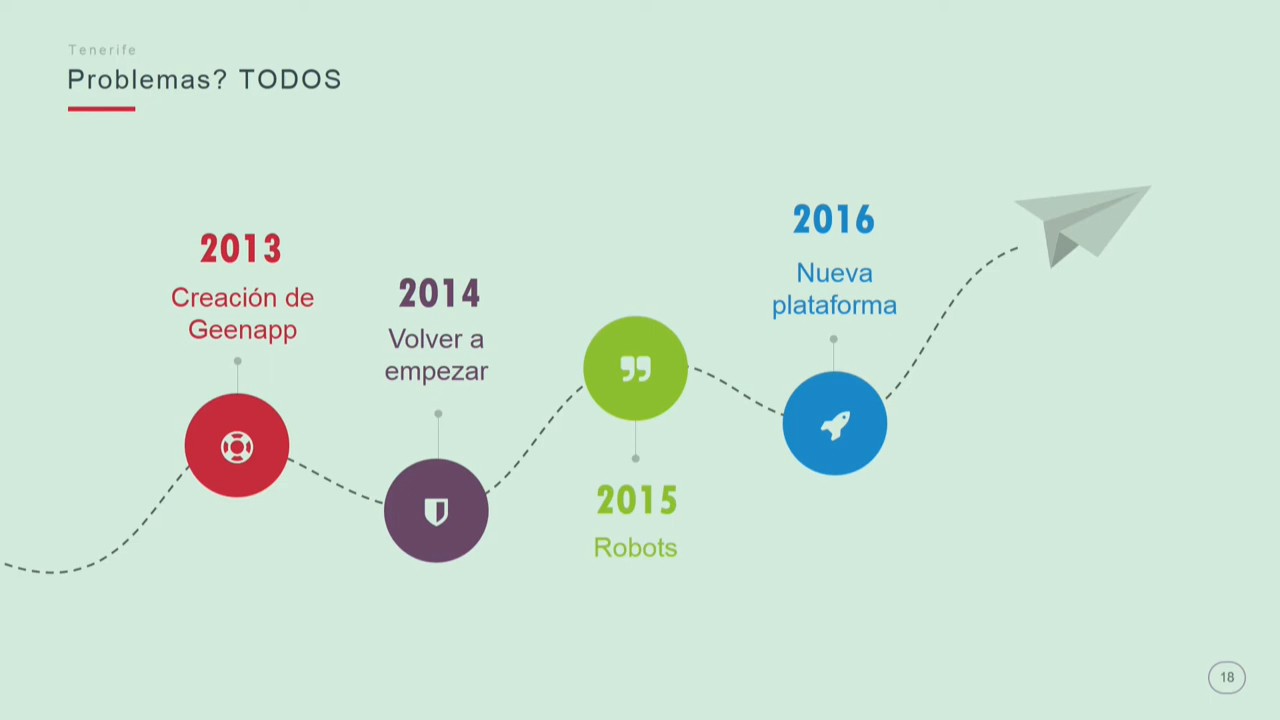 Tenerife
Problemas? TODOS
2013
Creación de
Geenapp
2014
Volver a
empezar
2015
Robots
2016
Nueva
plataforma
18